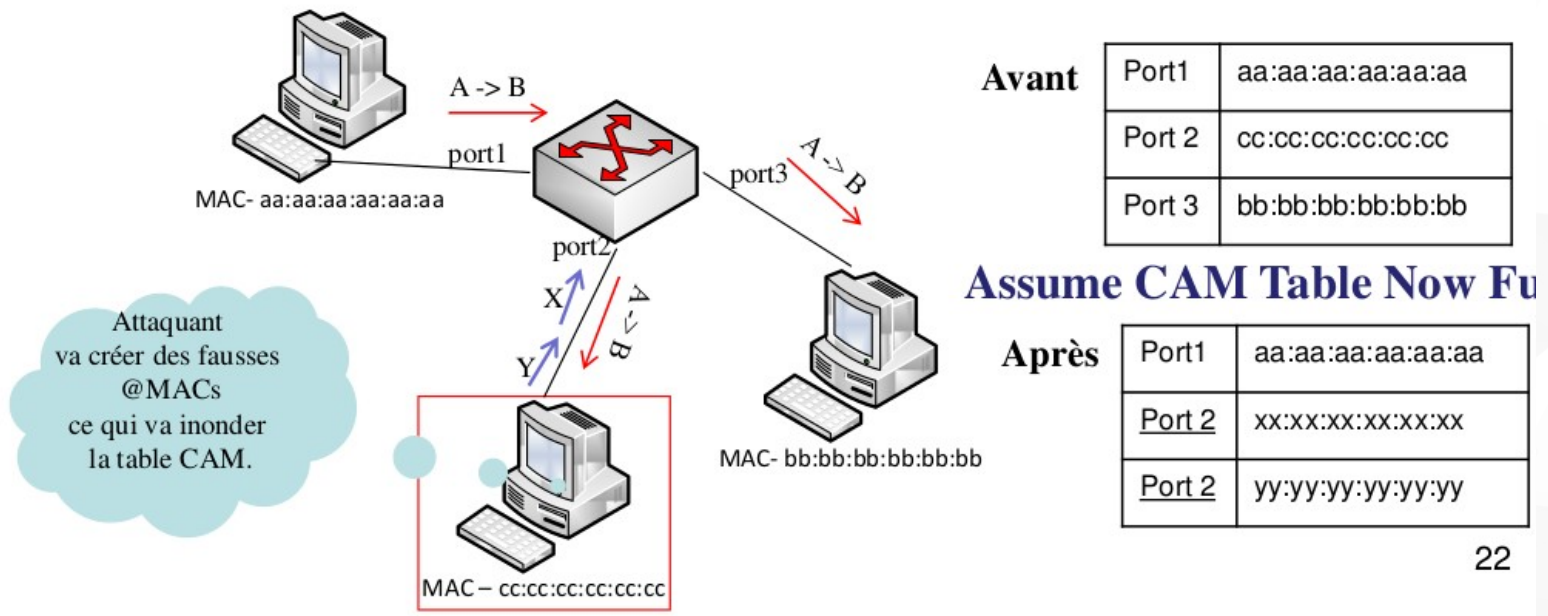 A -> B
port1
MAC- aa:aa:aa:aa:aa:aa
port3
A -> B
port2
X
Y
A -> B
Attaquant
va créer des fausses
@MACs
ce qui va inonder
la table CAM.
MAC – cc:cc:cc:cc:cc:cc
MAC- bb:bb:bb:bb:bb:bb
Avant
Port1 aa:aa:aa:aa:aa:aa
Port 2 cc:cc:cc:cc:cc:cc
Port 3 bb:bb:bb:bb:bb:bb
Assume CAM Table Now Fu
Après
Port1 aa:aa:aa:aa:aa:aa
Port 2 xx:xx:xx:xx:xx:xx
Port 2 yy:yy:yy:yy:yy:yy
22